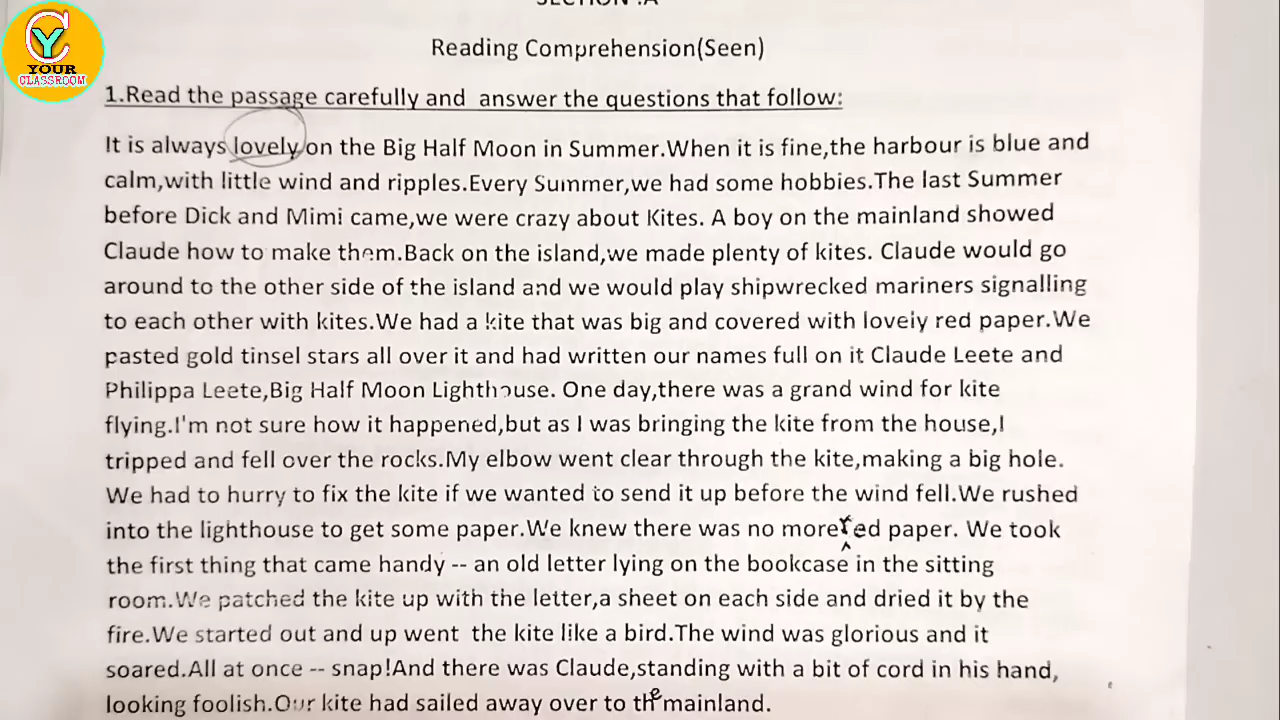 CY
YOUR
CLASSROOM
SECTION :A
Reading Comprehension(Seen)
1.Read the passage carefully and answer the questions that follow:
It is always lovely on the Big Half Moon in Summer.When it is fine,the harbour is blue and
calm,with little wind and ripples.Every Summer,we had some hobbies.The last Summer
before Dick and Mimi came,we were crazy about Kites. A boy on the mainland showed
Claude how to make them.Back on the island,we made plenty of kites. Claude would go
around to the other side of the island and we would play shipwrecked mariners signalling
to each other with kites.We had a kite that was big and covered with lovely red paper.We
pasted gold tinsel stars all over it and had written our names full on it Claude Leete and
Philippa Leete,Big Half Moon Lighthouse. One day,there was a grand wind for kite
flying.I'm not sure how it happened,but as I was bringing the kite from the house,I
tripped and fell over the rocks.My elbow went clear through the kite,making a big hole.
We had to hurry to fix the kite if we wanted to send it up before the wind fell.We rushed
into the lighthouse to get some paper.We knew there was no more red paper. We took
the first thing that came handy -- an old letter lying on the bookcase in the sitting
room.We patched the kite up with the letter,a sheet on each side and dried it by the
fire.We started out and up went the kite like a bird.The wind was glorious and it
soared.All at once -- snap!And there was Claude,standing with a bit of cord in his hand,
looking foolish.Our kite had sailed away over to the mainland.